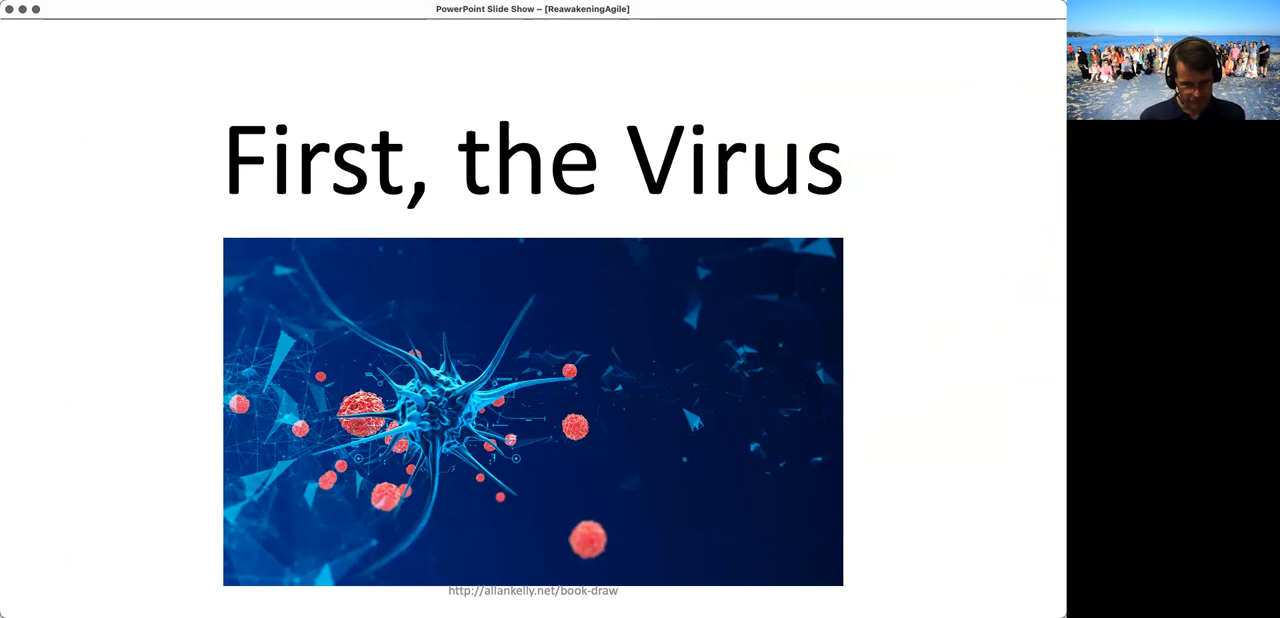 PowerPoint Slide Show – [ReawakeningAgile]
First, the Virus
http://allankelly.net/book-draw